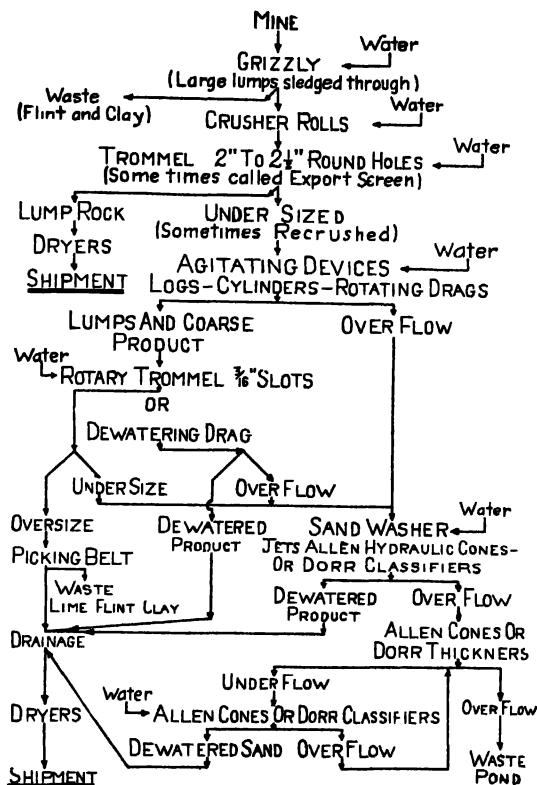 MINE
Water
GRIZZLY
(Large lumps sledged through)
Waste
(Flint and Clay)
Water
CRUSHER ROLLS
Water
TROMMEL 2" TO 2½" ROUND HOLES
(Some times called Export Screen)
LUMP ROCK
UNDER SIZED
(Sometimes Recrushed)
DRYERS
SHIPMENT
Water
AGITATING DEVICES
LOGS-CYLINDERS-ROTATING DRAGS
LUMPS AND COARSE
PRODUCT
OVER FLOW
Water
ROTARY TROMMEL 3/16" SLOTS
OR
DEWATERING DRAG
UNDER SIZE
OVER FLOW
Water
OVERSIZE
DEWATERED
PRODUCT
SAND WASHER
JETS ALLEN HYDRAULIC CONES-
OR DORR CLASSIFIERS
PICKING BELT
WASTE
LIME FLINT CLAY
DEWATERED
PRODUCT
OVER FLOW
DRAINAGE
ALLEN CONES OR
DORR THICKNERS
UNDER FLOW
Water
DRYERS
ALLEN CONES OR DORR CLASSIFIERS
OVER FLOW
DEWATERED SAND
OVER FLOW
WASTE
POND
SHIPMENT